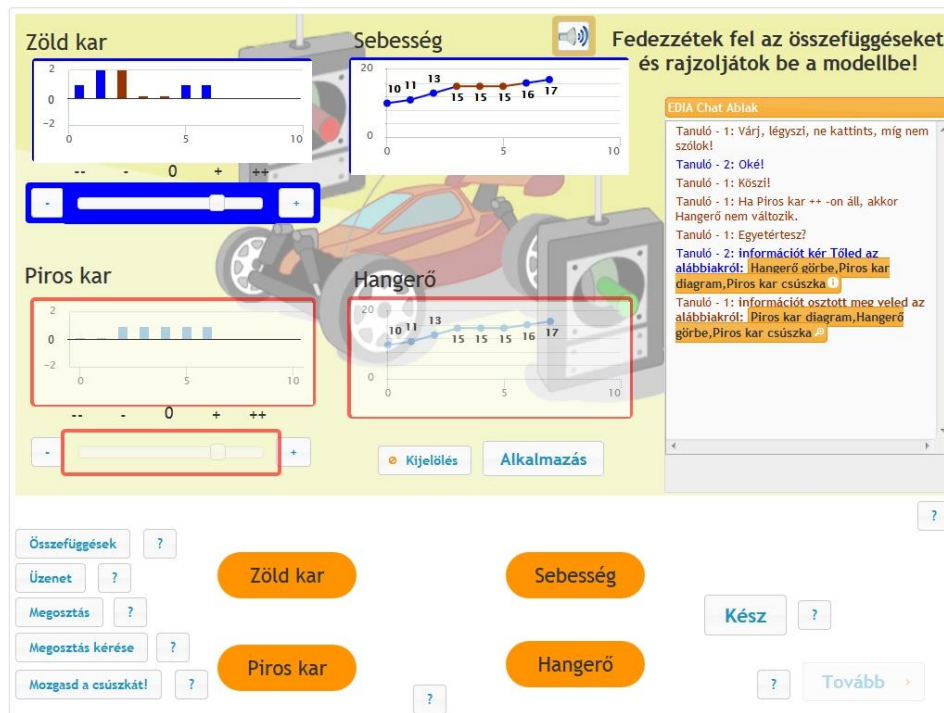 Zöld kar
2
0
-2
0 5 10
-- - 0 + ++
- +
Sebesség
20
10 11 13 15 15 15 16 17
0
0 5 10
Fedezzétek fel az összefüggéseket
és rajzoljátok be a modellbe!
EDIA Chat Ablak
Tanuló - 1: Várj, légyszi, ne kattints, míg nem
szólok!
Tanuló - 2: Oké!
Tanuló - 1: Köszi!
Tanuló - 1: Ha Piros kar ++ -on áll, akkor
Hangerő nem változik.
Tanuló - 1: Egyetértesz?
Tanuló - 2: információt kér Tőled az
alábbiakról: Hangerő görbe,Piros kar
diagram,Piros kar csúszka
Tanuló - 1: információt osztott meg veled az
alábbiakról: Piros kar diagram,Hangerő
görbe,Piros kar csúszka
Piros kar
2
0
-2
0 5 10
-- - 0 + ++
- +
Hangerő
20
10 11 13 15 15 15 16 17
0
0 5 10
Kijelölés
Alkalmazás
?
Összefüggések ?
Üzenet ?
Megosztás ?
Megosztás kérése ?
Mozgasd a csúszkát! ?
Zöld kar
Sebesség
Piros kar
Hangerő
?
Kész ?
? Tovább ›